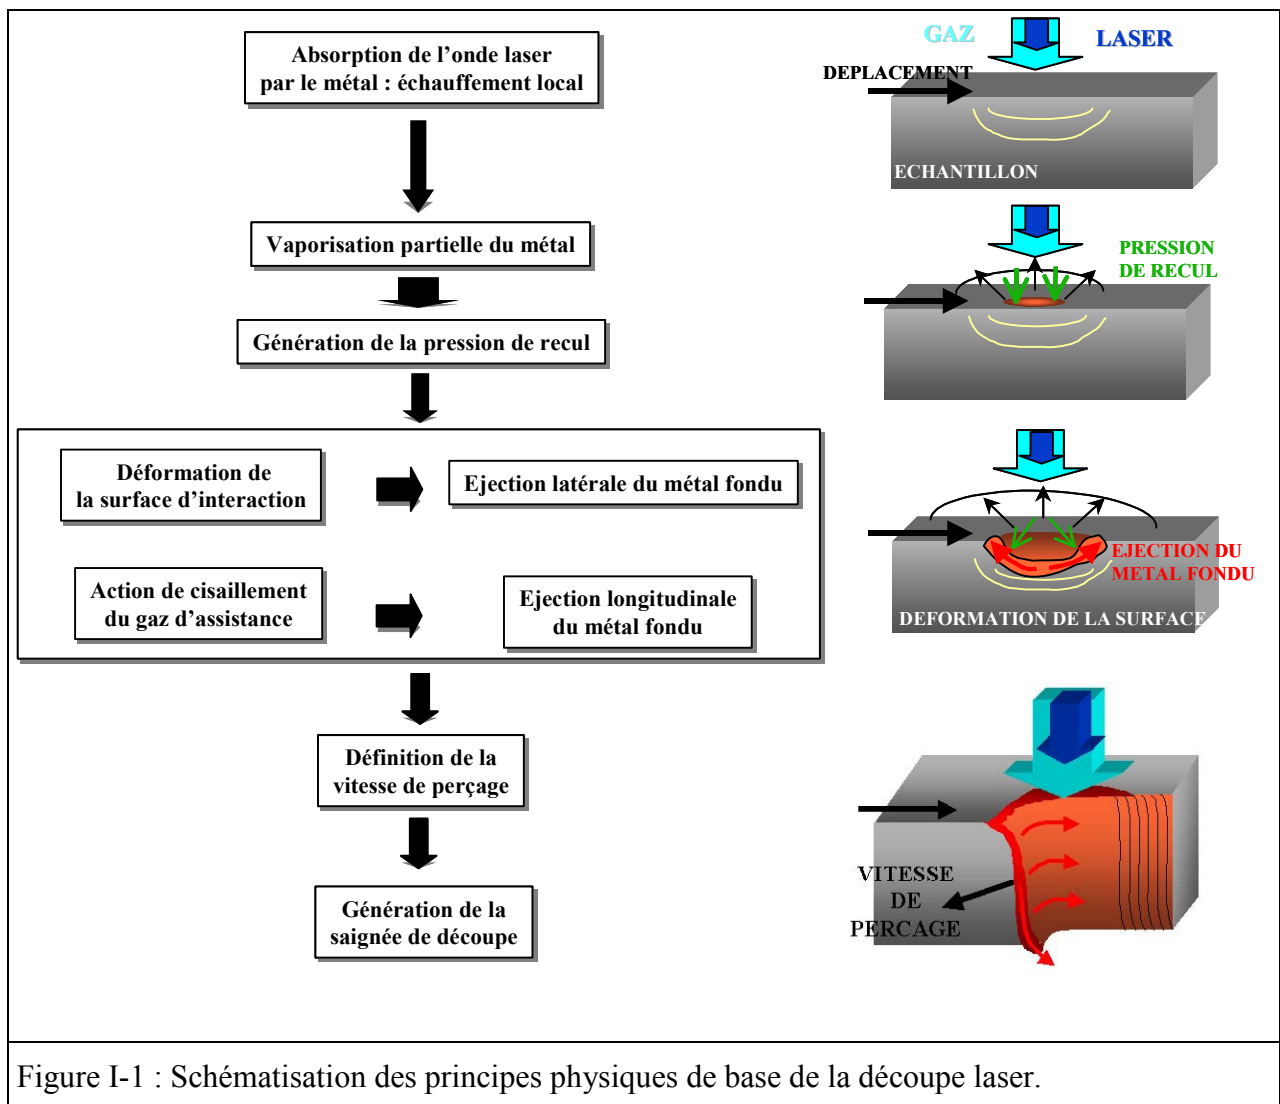 Absorption de l'onde laser
par le métal : échauffement local
Vaporisation partielle du métal
Génération de la pression de recul
Déformation de
la surface d'interaction
Ejection latérale du métal fondu
Action de cisaillement
du gaz d'assistance
Ejection longitudinale
du métal fondu
Définition de la
vitesse de perçage
Génération de la
saignée de découpe
GAZ
LASER
DEPLACEMENT
ECHANTILLON
PRESSION
DE RECUL
EJECTION DU
METAL FONDU
DEFORMATION DE LA SURFACE
VITESSE
DE
PERCAGE
Figure I-1 : Schématisation des principes physiques de base de la découpe laser.